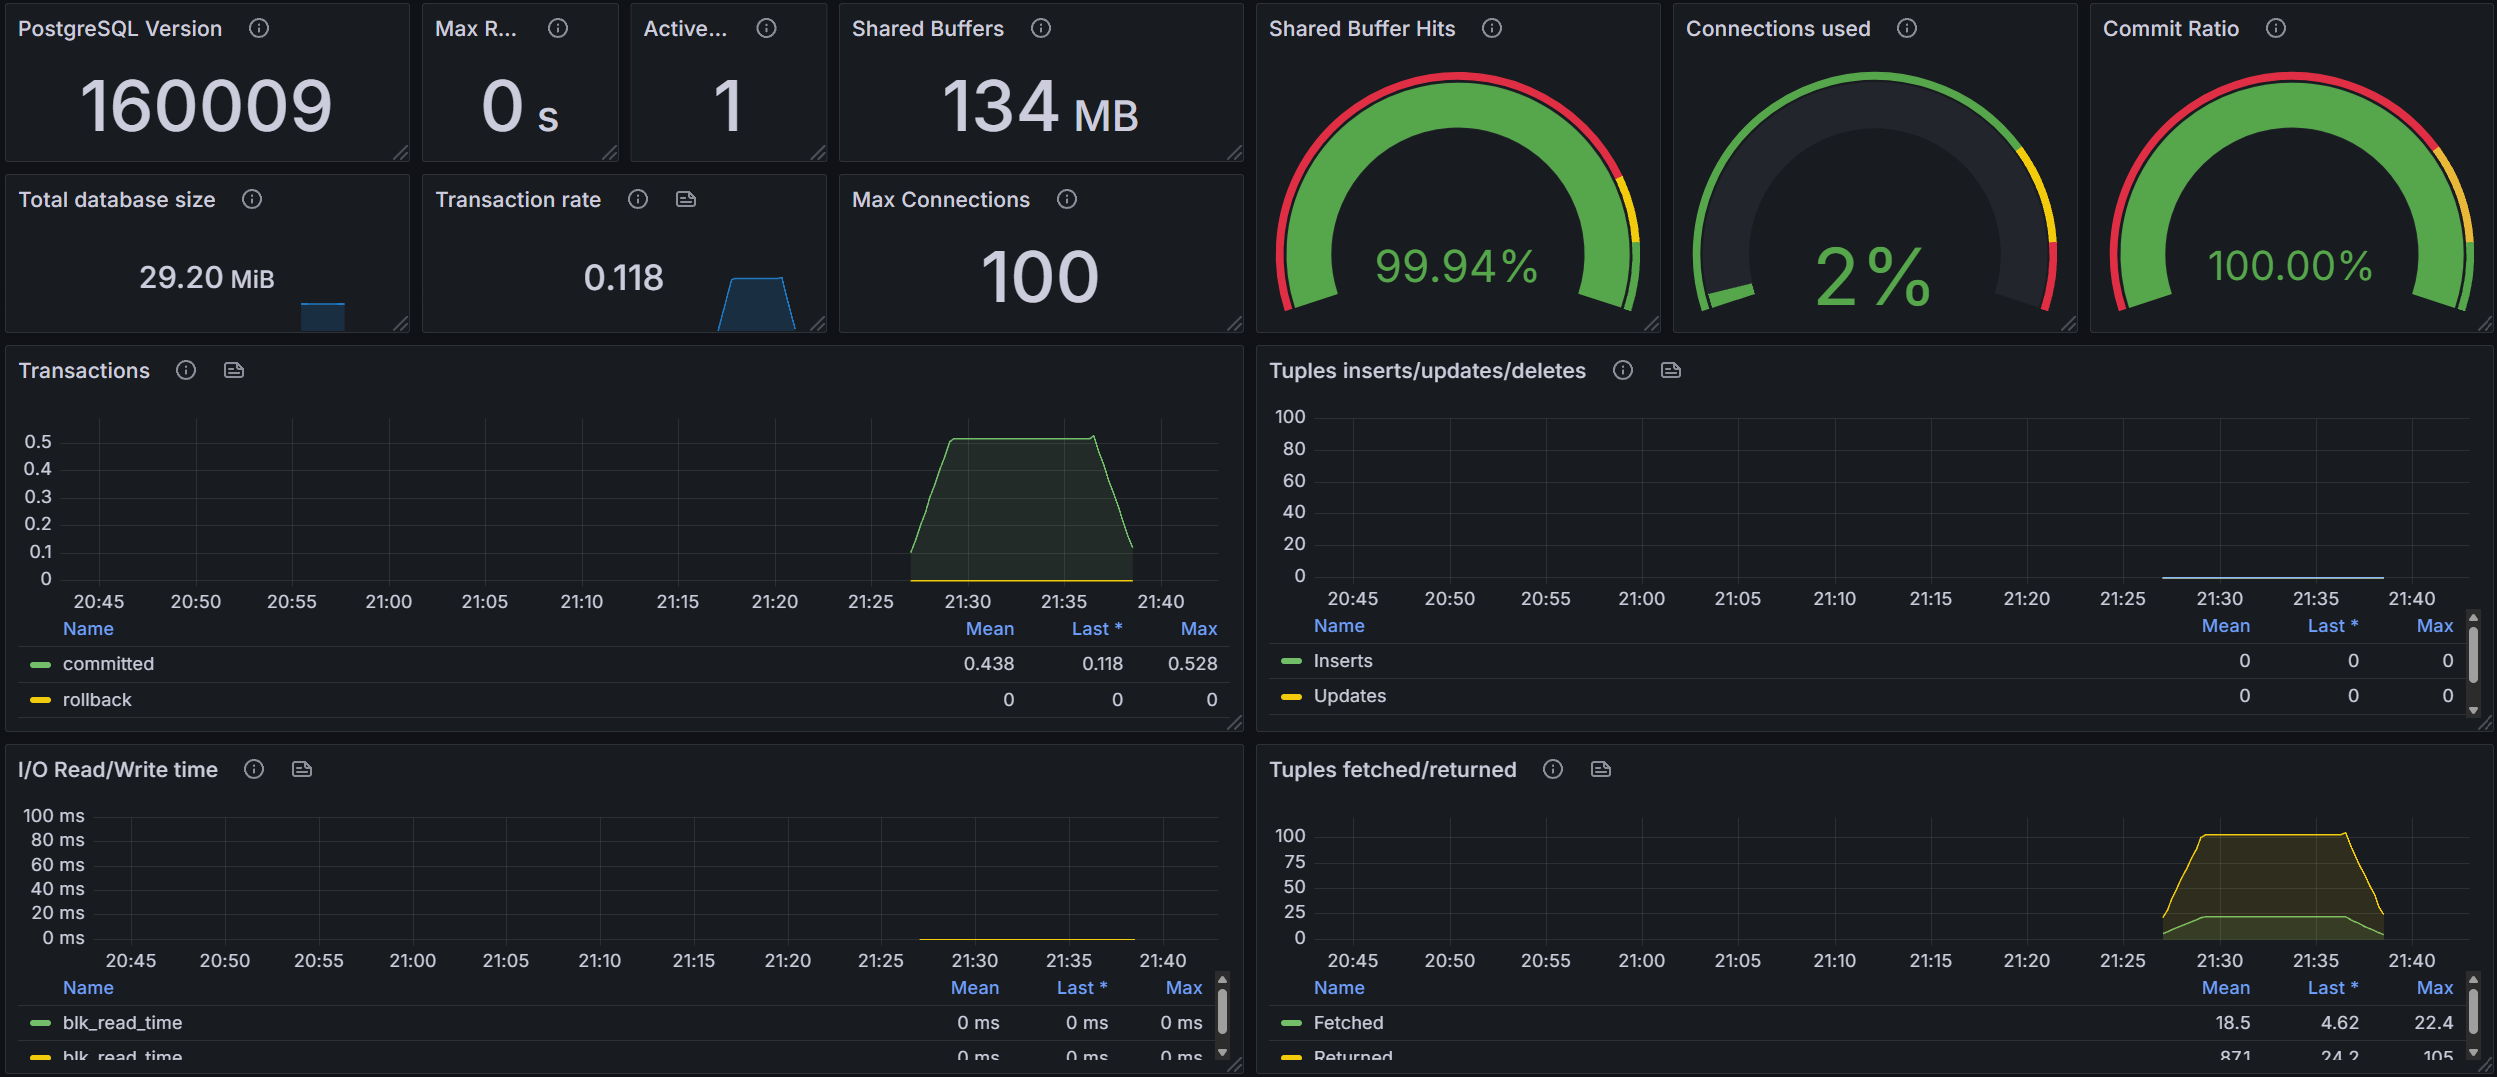 PostgreSQL Version
160009
Max R...
0 s
Active...
1
Shared Buffers
134 MB
Shared Buffer Hits
99.94%
Connections used
2%
Commit Ratio
100.00%
Total database size
29.20 MiB
Transaction rate
0.118
Max Connections
100
Transactions
0.5
0.4
0.3
0.2
0.1
0
20:45 20:50 20:55 21:00 21:05 21:10 21:15 21:20 21:25 21:30 21:35 21:40
Name Mean Last * Max
committed 0.438 0.118 0.528
rollback 0 0 0
Tuples inserts/updates/deletes
100
80
60
40
20
0
20:45 20:50 20:55 21:00 21:05 21:10 21:15 21:20 21:25 21:30 21:35 21:40
Name Mean Last * Max
Inserts 0 0 0
Updates 0 0 0
I/O Read/Write time
100 ms
80 ms
60 ms
40 ms
20 ms
0 ms
20:45 20:50 20:55 21:00 21:05 21:10 21:15 21:20 21:25 21:30 21:35 21:40
Name Mean Last * Max
blk_read_time 0 ms 0 ms 0 ms
blk_read_time 0 ms 0 ms 0 ms
Tuples fetched/returned
100
75
50
25
0
20:45 20:50 20:55 21:00 21:05 21:10 21:15 21:20 21:25 21:30 21:35 21:40
Name Mean Last * Max
Fetched 18.5 4.62 22.4
Returned 87.1 24.2 105